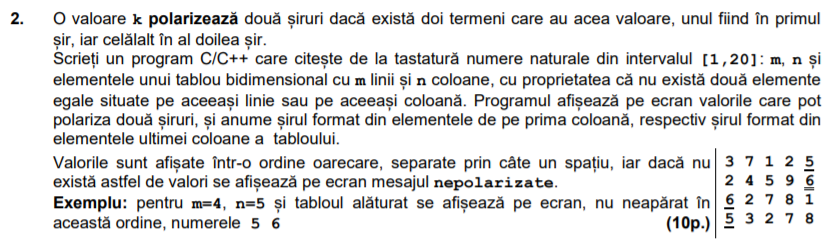 2. O valoare k polarizează două șiruri dacă există doi termeni care au acea valoare, unul fiind în primul
șir, iar celălalt în al doilea șir.
Scrieți un program C/C++ care citește de la tastatură numere naturale din intervalul [1,20]: m, n și
elementele unui tablou bidimensional cu m linii și n coloane, cu proprietatea că nu există două elemente
egale situate pe aceeași linie sau pe aceeași coloană. Programul afișează pe ecran valorile care pot
polariza două șiruri, și anume șirul format din elementele de pe prima coloană, respectiv șirul format din
elementele ultimei coloane a tabloului.
Valorile sunt afișate într-o ordine oarecare, separate prin câte un spațiu, iar dacă nu
există astfel de valori se afișează pe ecran mesajul nepolarizate.
Exemplu: pentru m=4, n=5 și tabloul alăturat se afișează pe ecran, nu neapărat în
această ordine, numerele 5 6 (10p.)
3 7 1 2 5
2 4 5 9 6
6 2 7 8 1
5 3 2 7 8